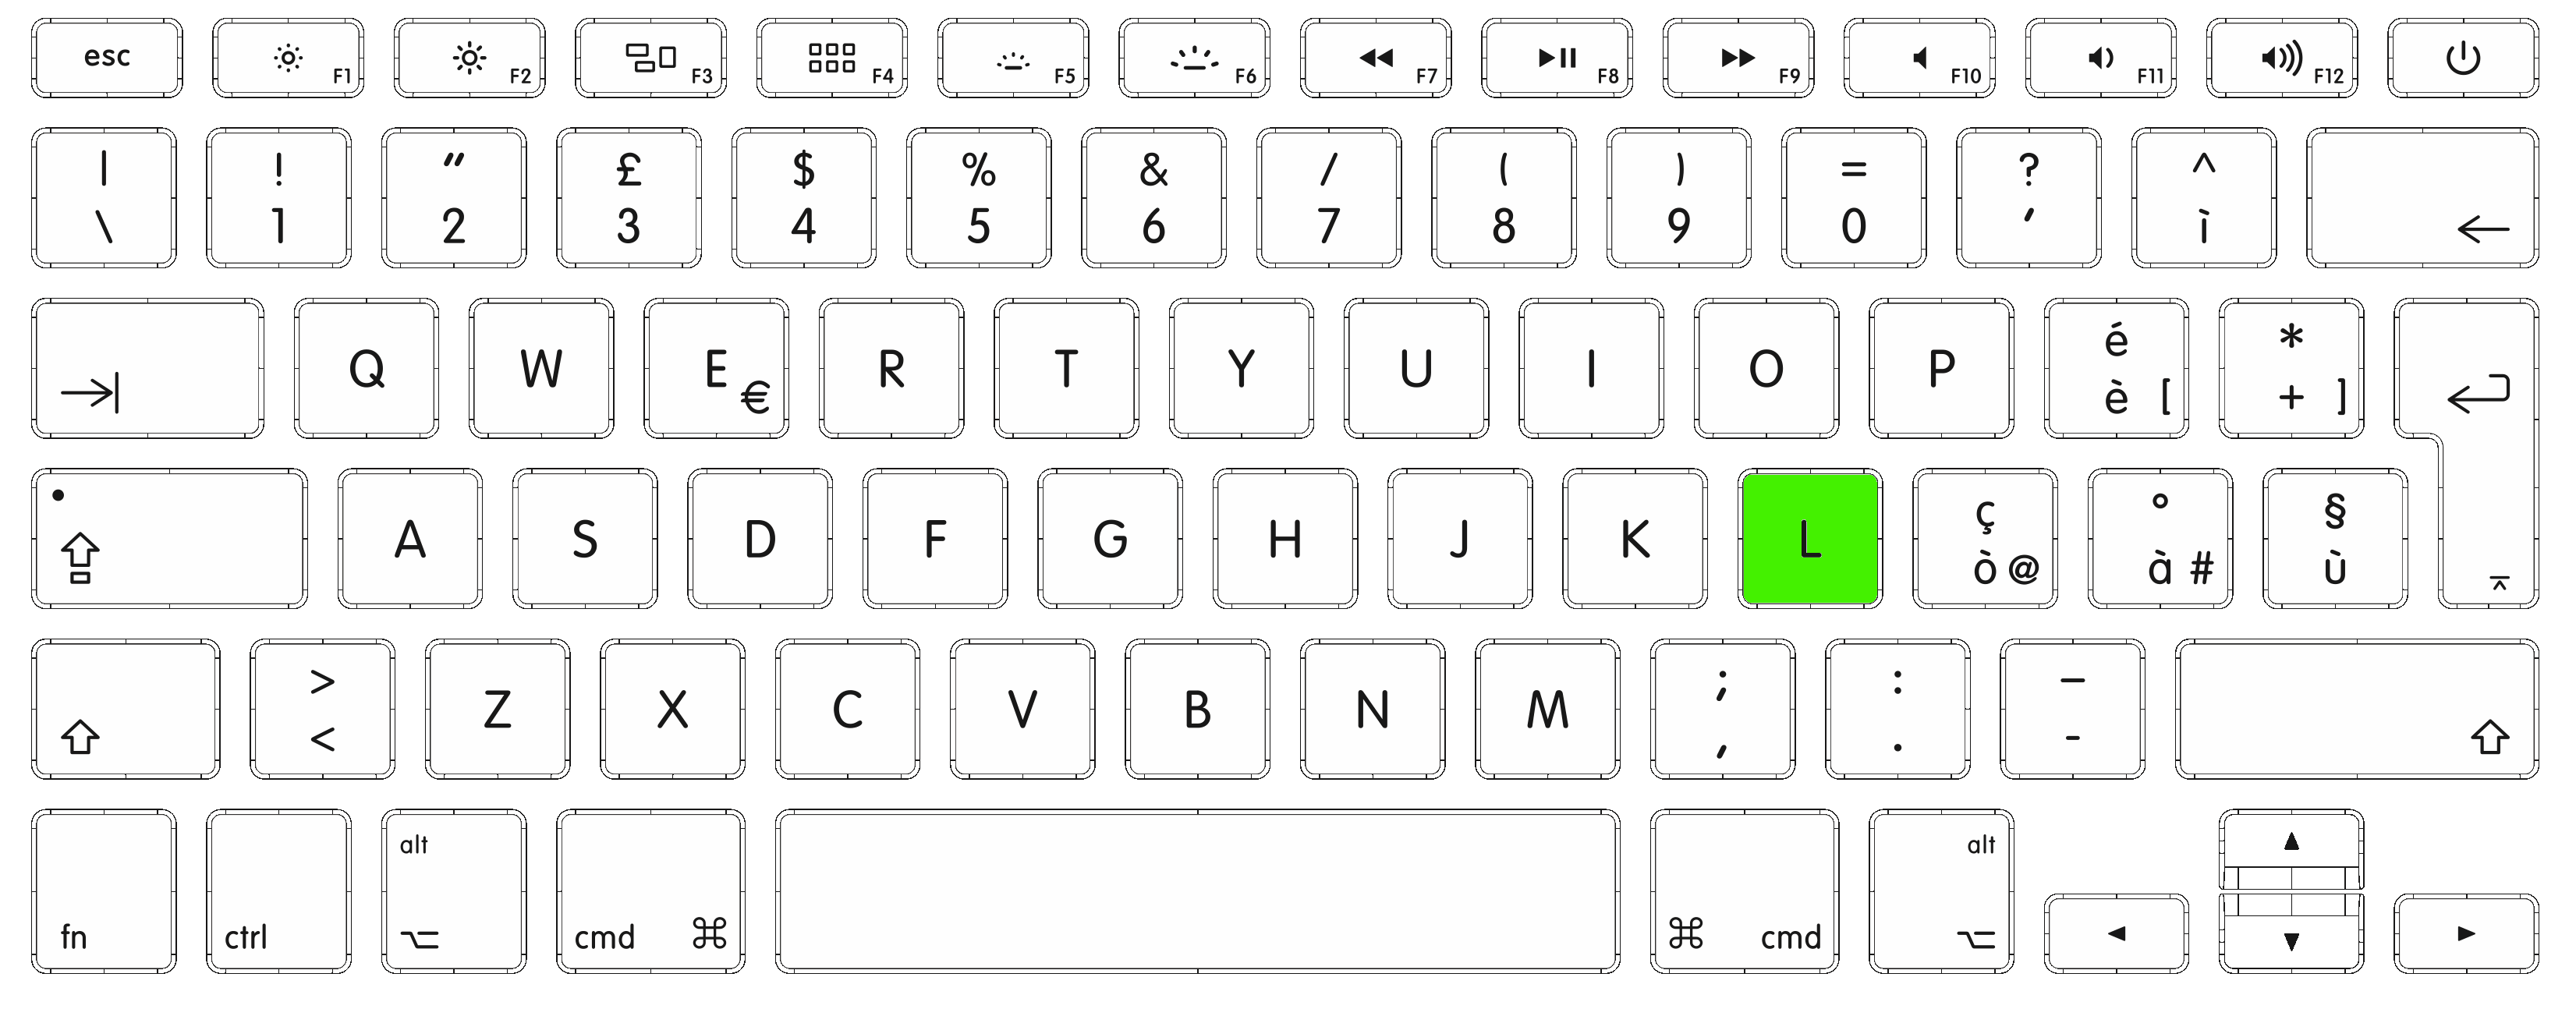 esc F1 F2 F3 F4 F5 F6 F7 F8 F9 F10 F11 F12
| ! " £ $ % & / ( ) = ? ^
\ 1 2 3 4 5 6 7 8 9 0 ' ì
Q W E € R T Y U I O P é è [ * + ]
A S D F G H J K L ç ò @ ° à # § ù
> < Z X C V B N M ; , : . _ -
alt alt
fn ctrl cmd ⌘ ⌘ cmd